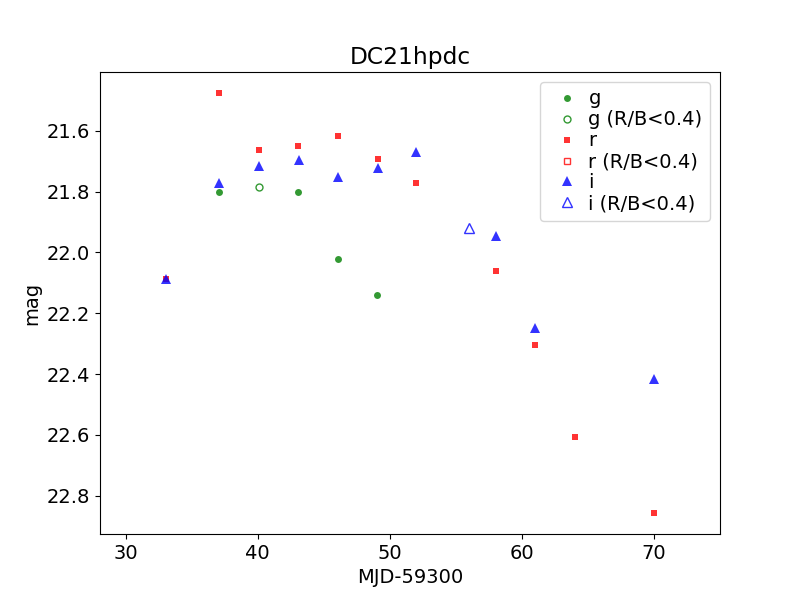 DC21hpdc
g
g (R/B<0.4)
r
r (R/B<0.4)
i
i (R/B<0.4)
21.6
21.8
22.0
22.2
22.4
22.6
22.8
mag
30
40
50
60
70
MJD-59300